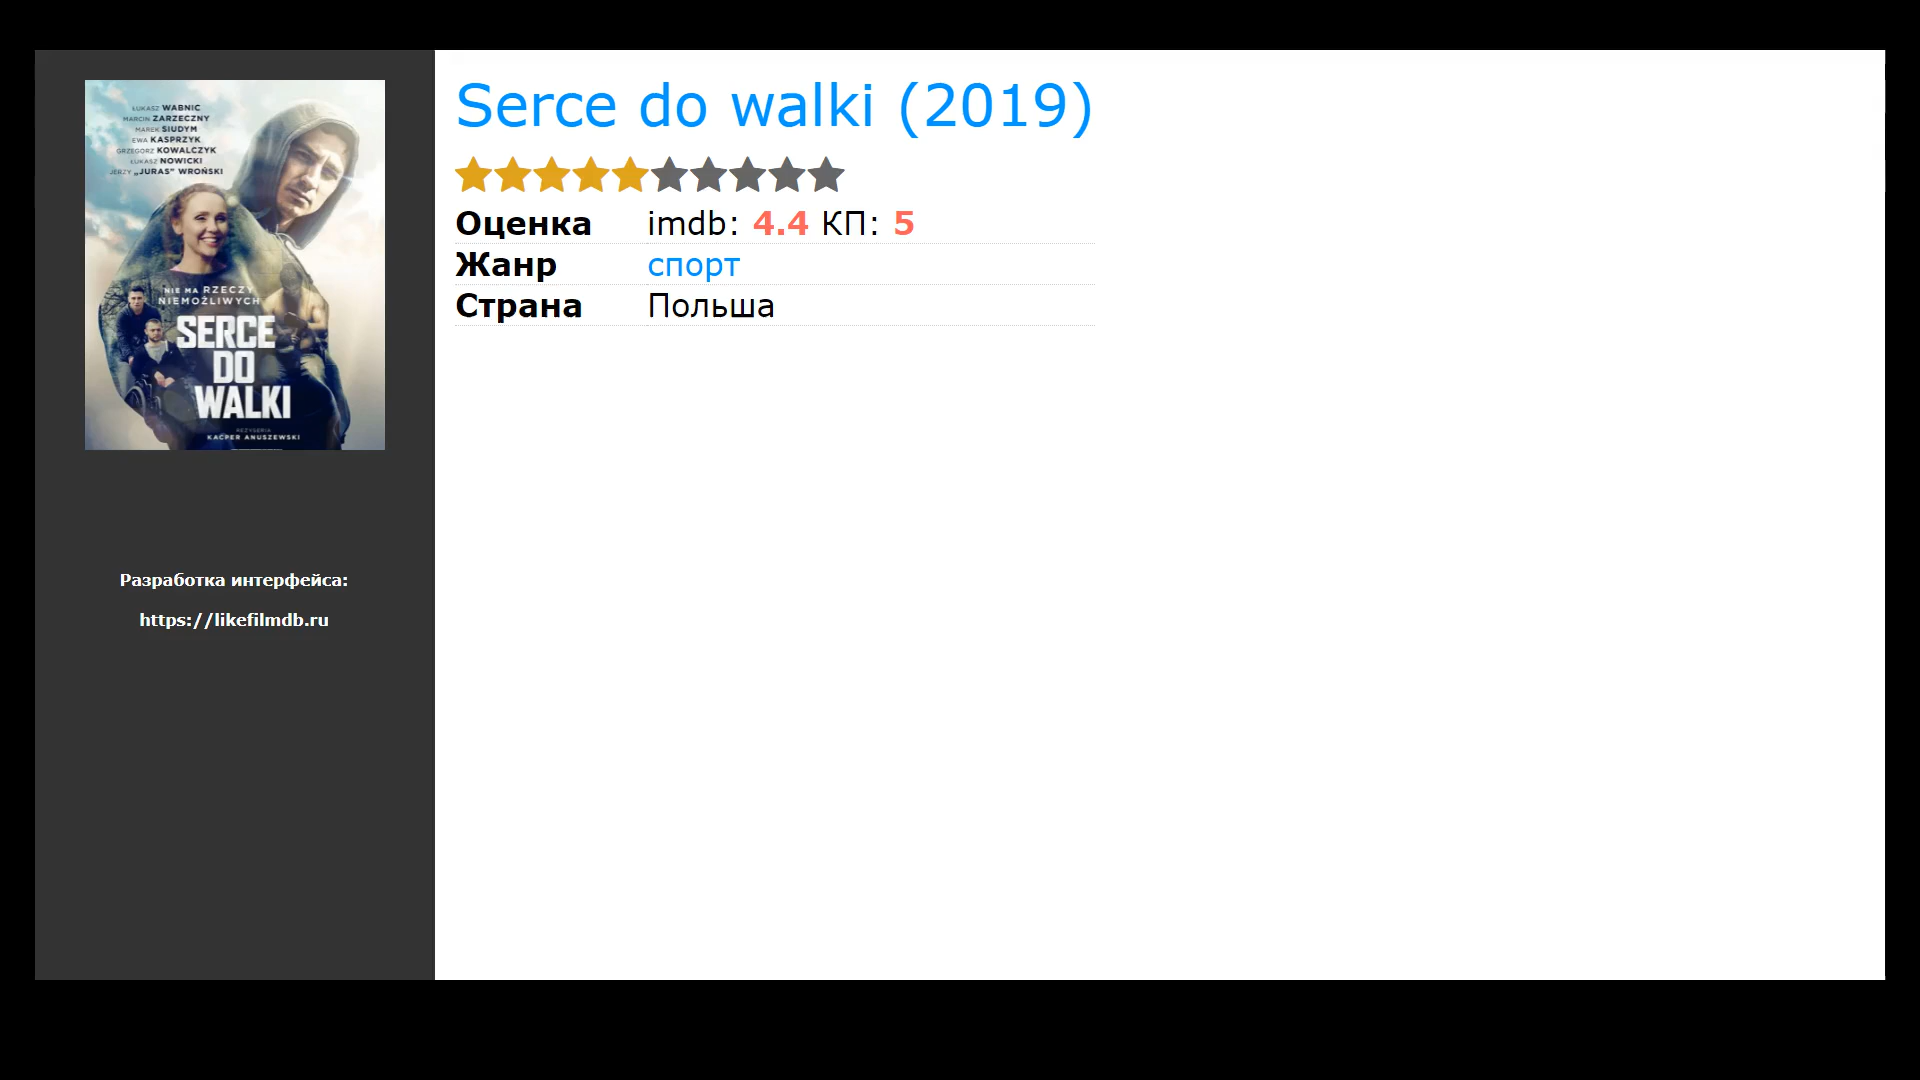 ŁUKASZ WABNIC
MARCIN ZARZECZNY
MAREK SIUDYM
EWA KASPRZYK
GRZEGORZ KOWALCZYK
ŁUKASZ NOWICKI
JERZY „JURAS” WROŃSKI
NIE MA RZECZY
NIEMOŻLIWYCH
SERCE
DO
WALKI
REŻYSERIA
KACPER ANUSZEWSKI
Разработка интерфейса:
https://likefilmdb.ru
Serce do walki (2019)
Оценка imdb: 4.4 КП: 5
Жанр спорт
Страна Польша